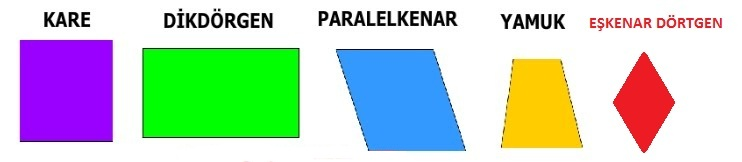 KARE
DİKDÖRGEN
PARALELKENAR
YAMUK
EŞKENAR DÖRTGEN